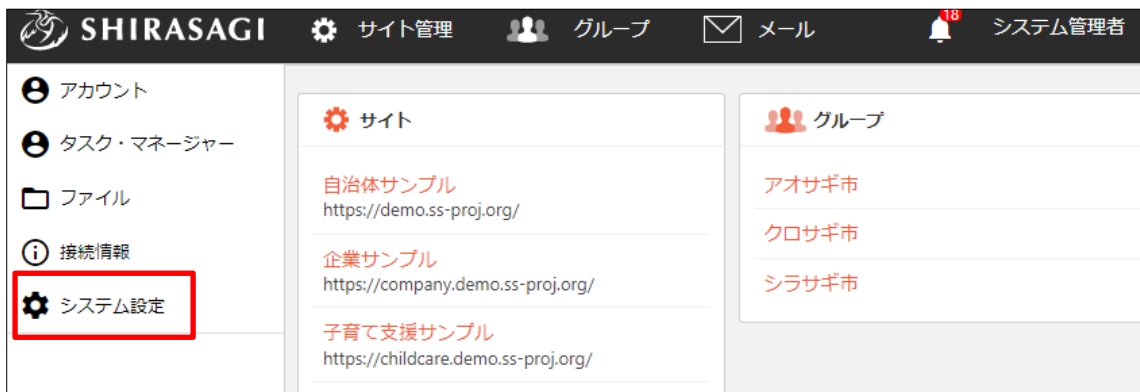 SHIRASAGI サイト管理 グループ メール 18 システム管理者
アカウント
タスク・マネージャー
ファイル
接続情報
システム設定
サイト
自治体サンプル
https://demo.ss-proj.org/
企業サンプル
https://company.demo.ss-proj.org/
子育て支援サンプル
https://childcare.demo.ss-proj.org/
グループ
アオサギ市
クロサギ市
シラサギ市